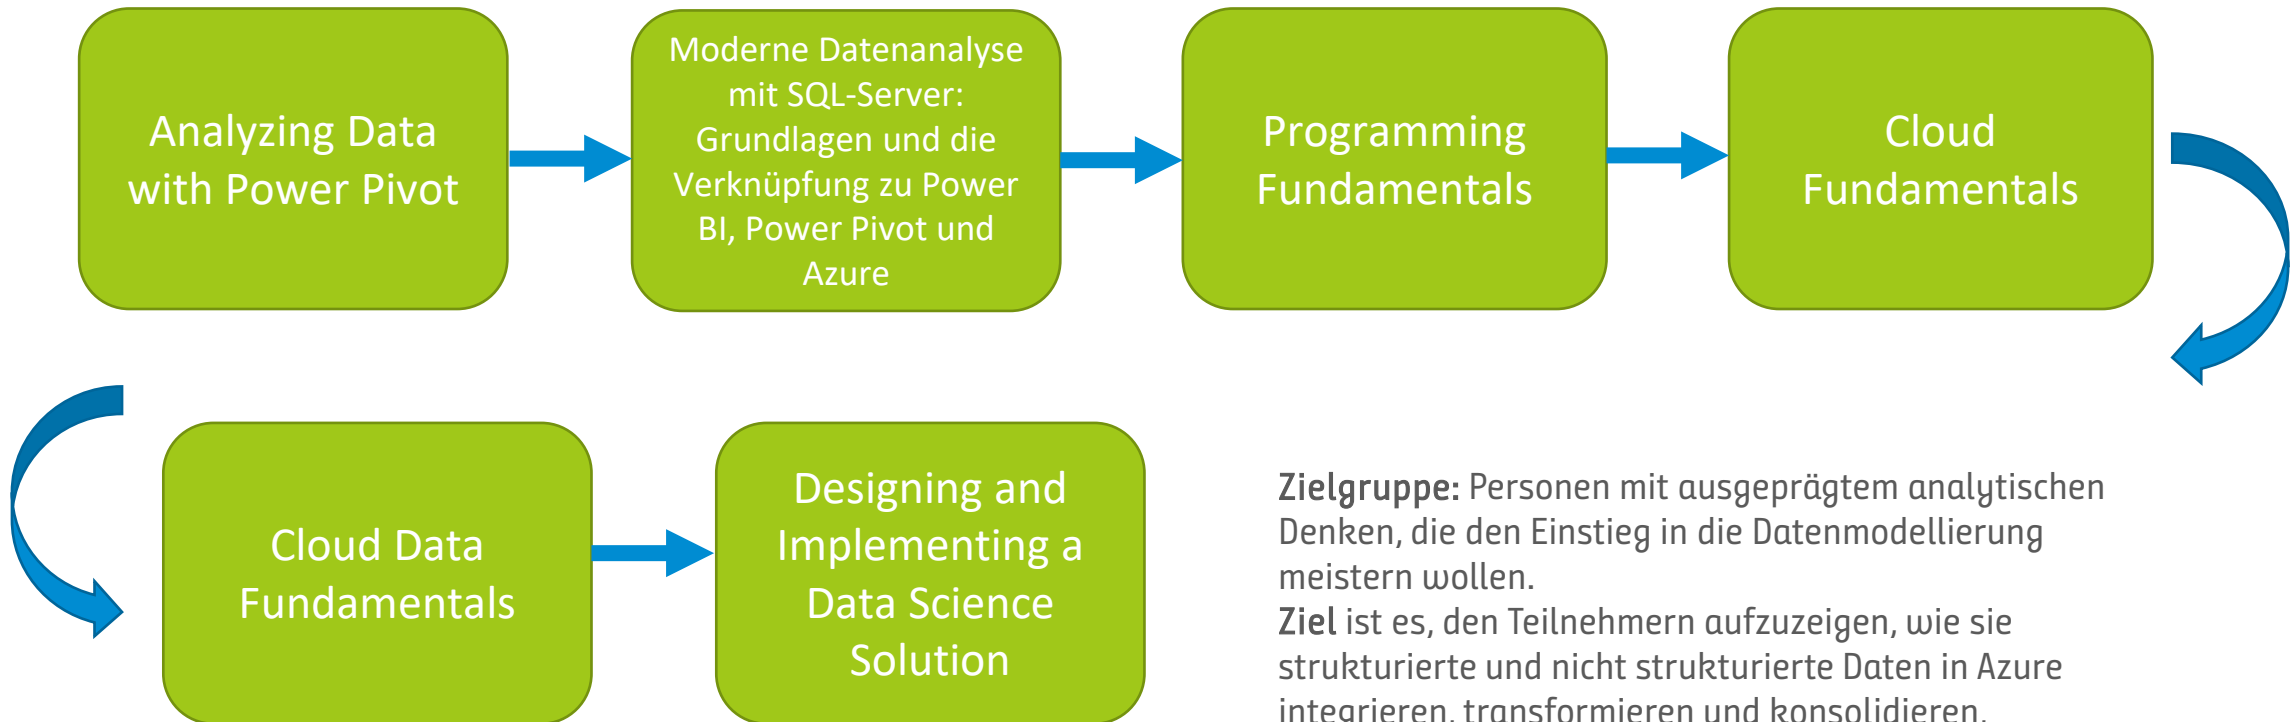 Analyzing Data
with Power Pivot
Moderne Datenanalyse
mit SQL-Server:
Grundlagen und die
Verknüpfung zu Power
BI, Power Pivot und
Azure
Programming
Fundamentals
Cloud
Fundamentals
Cloud Data
Fundamentals
Designing and
Implementing a
Data Science
Solution
Zielgruppe: Personen mit ausgeprägtem analytischen
Denken, die den Einstieg in die Datenmodellierung
meistern wollen.
Ziel ist es, den Teilnehmern aufzuzeigen, wie sie
strukturierte und nicht strukturierte Daten in Azure
integrieren, transformieren und konsolidieren.